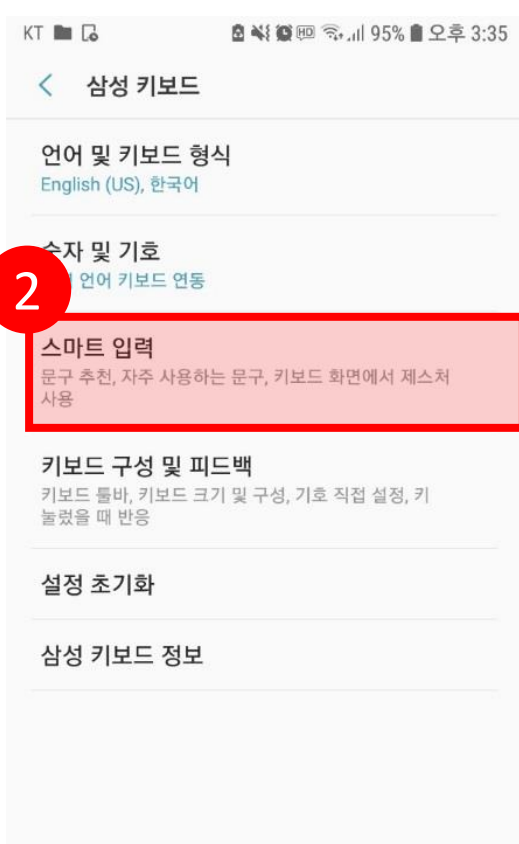 KT 95% 오후 3:35
삼성 키보드
언어 및 키보드 형식
English (US), 한국어
숫자 및 기호
언어 키보드 연동
2
스마트 입력
문구 추천, 자주 사용하는 문구, 키보드 화면에서 제스처
사용
키보드 구성 및 피드백
키보드 툴바, 키보드 크기 및 구성, 기호 직접 설정, 키
눌렀을 때 반응
설정 초기화
삼성 키보드 정보